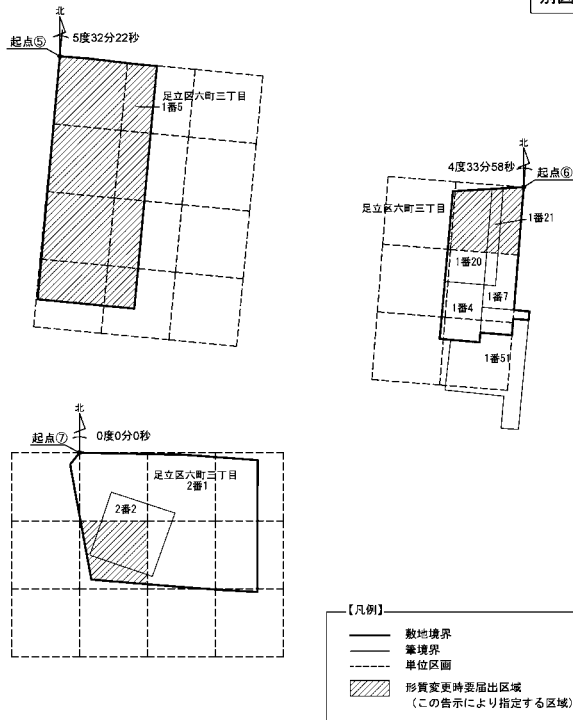 別図
北
起点⑤
5度32分22秒
足立区六町三丁目
1番5
北
4度33分58秒
起点⑥
足立区六町三丁目
1番21
1番20
1番7
1番4
1番51
北
起点⑦
0度0分0秒
足立区六町三丁目
2番1
2番2
【凡例】
敷地境界
筆境界
単位区画
形質変更時要届出区域
(この告示により指定する区域)